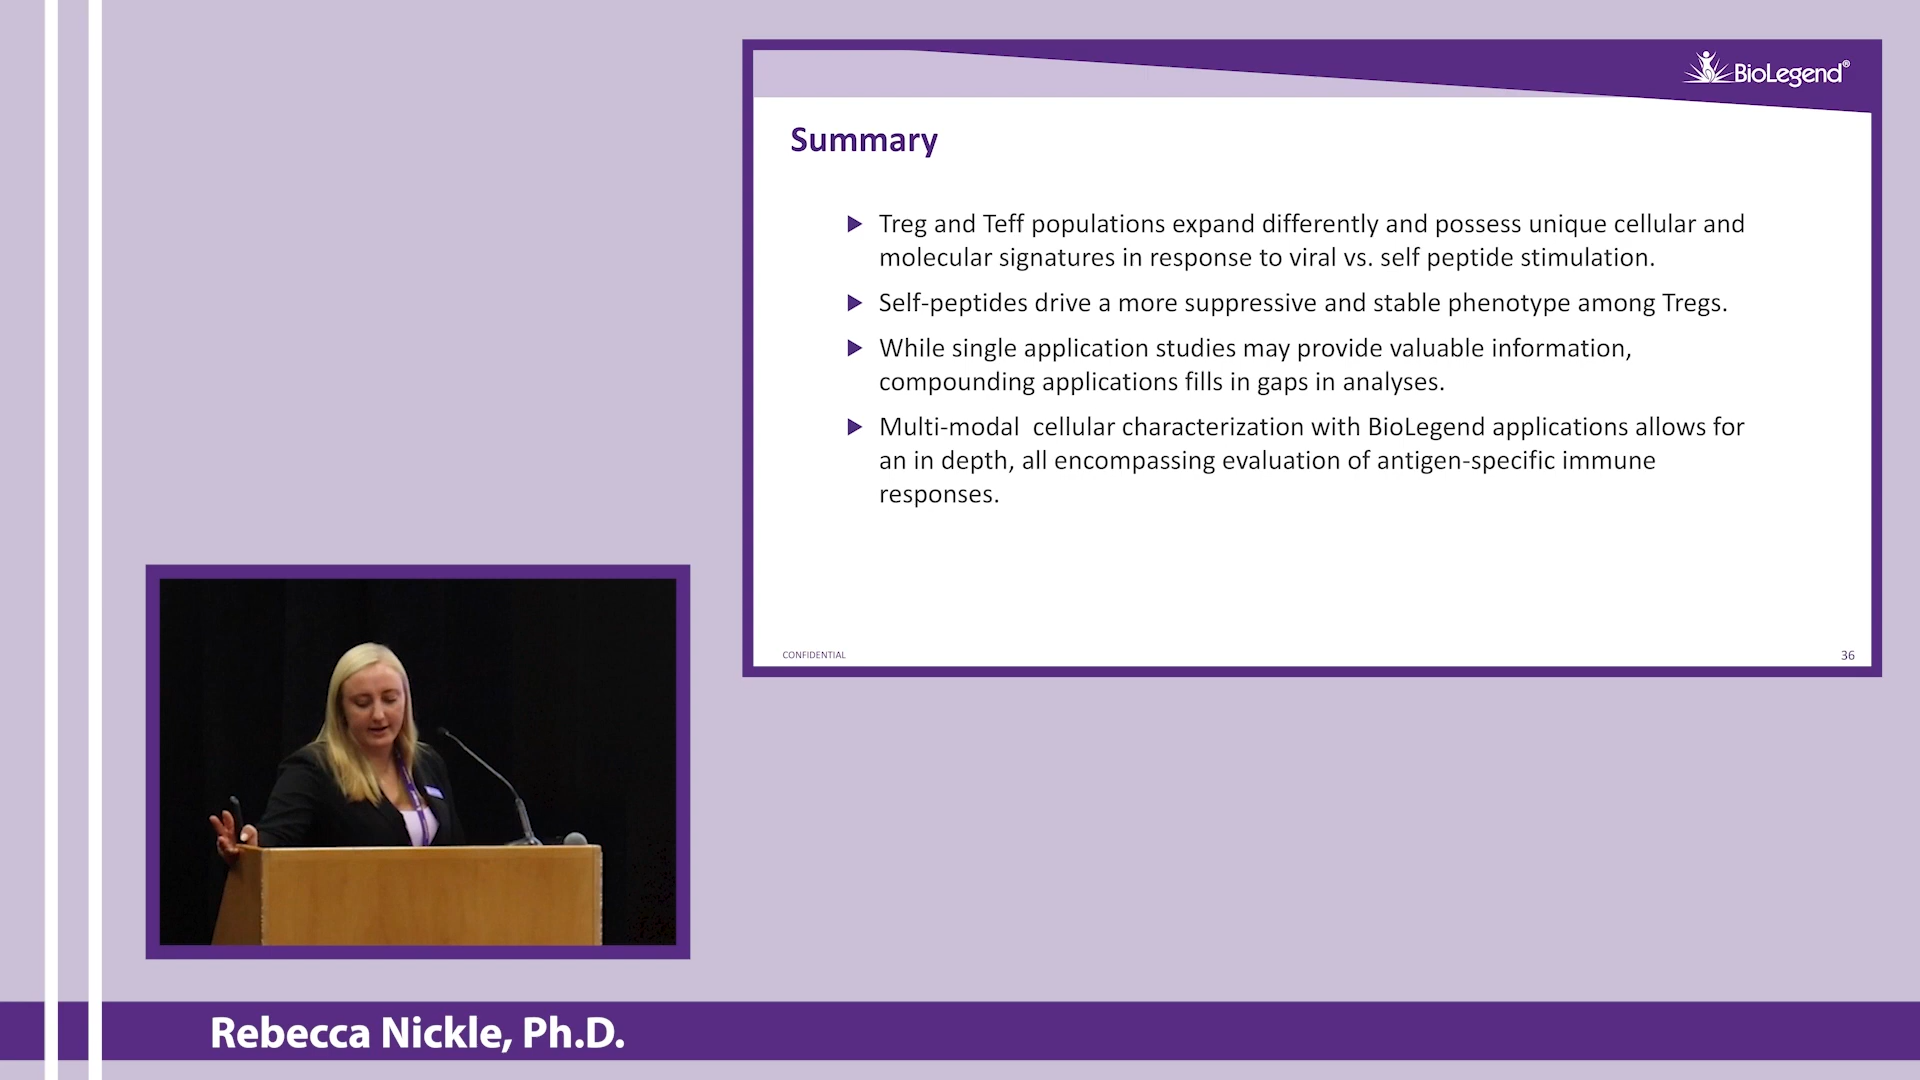 BioLegend®
Summary
Treg and Teff populations expand differently and possess unique cellular and
molecular signatures in response to viral vs. self peptide stimulation.
Self-peptides drive a more suppressive and stable phenotype among Tregs.
While single application studies may provide valuable information,
compounding applications fills in gaps in analyses.
Multi-modal  cellular characterization with BioLegend applications allows for
an in depth, all encompassing evaluation of antigen-specific immune
responses.
CONFIDENTIAL
36
Rebecca Nickle, Ph.D.